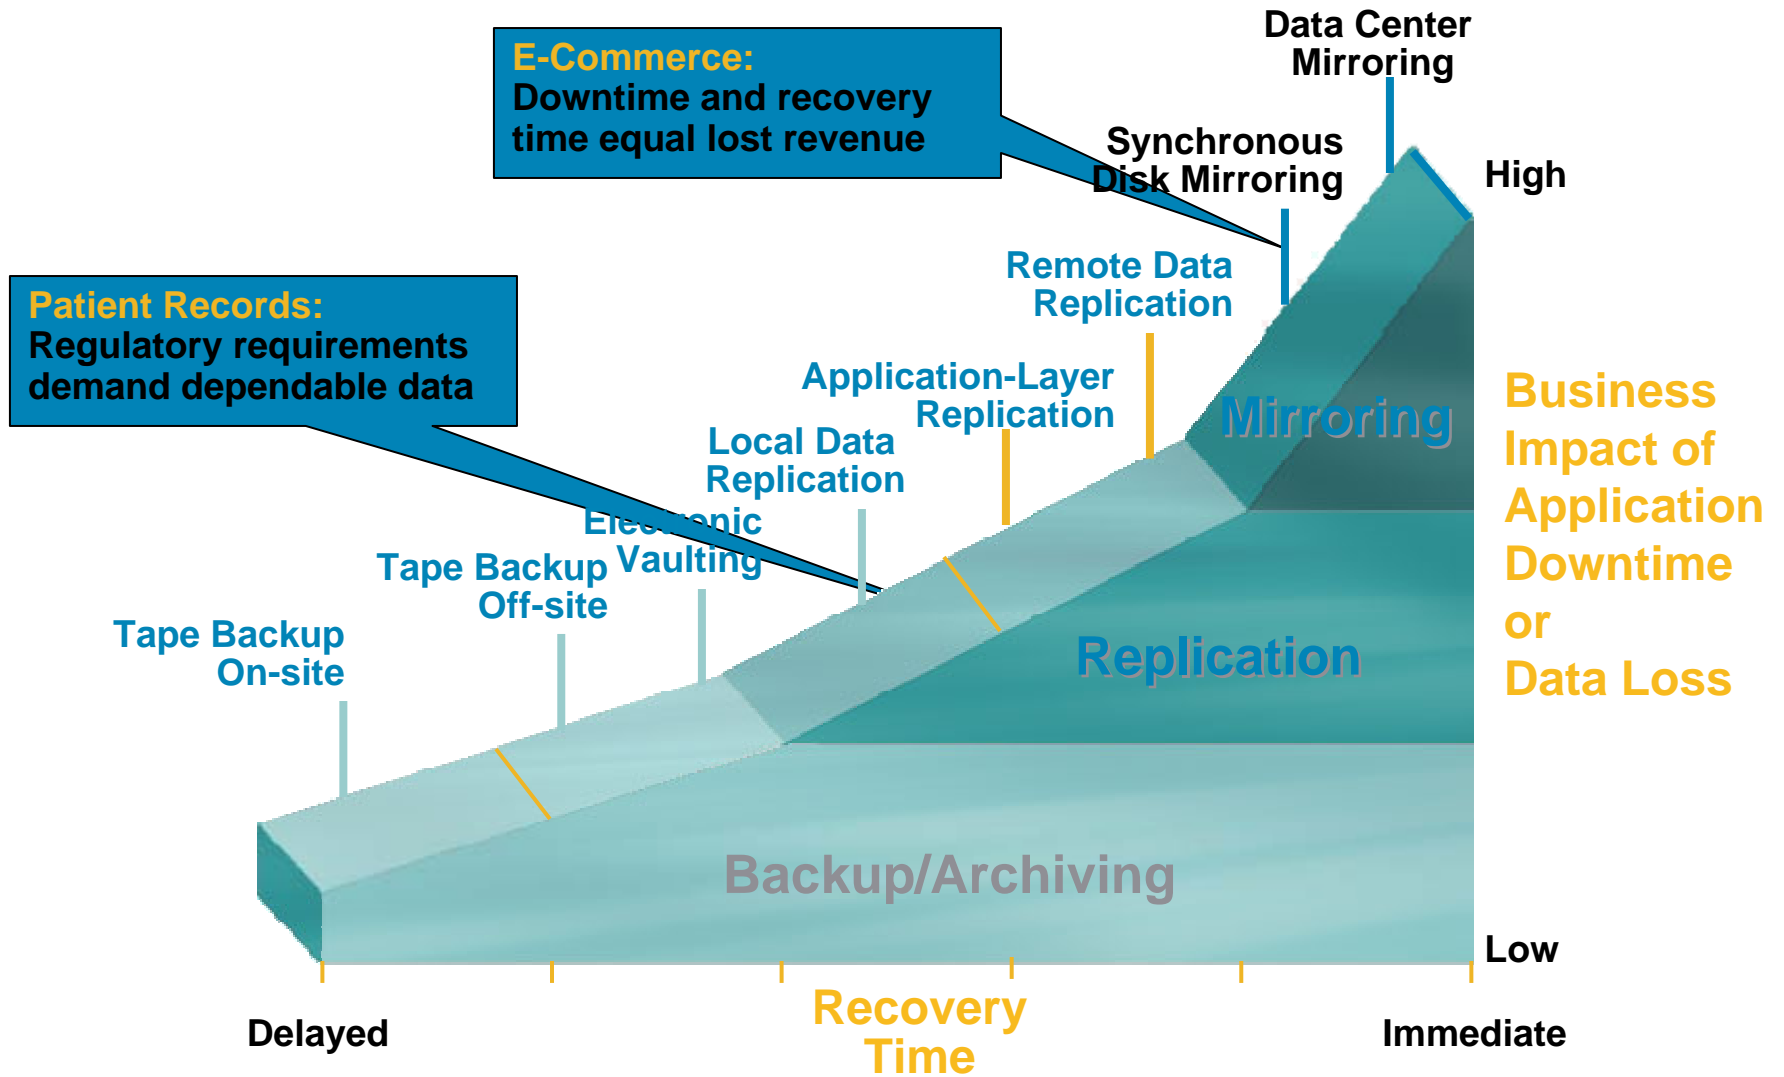 Data Center
Mirroring
E-Commerce:
Downtime and recovery
time equal lost revenue
Synchronous
Disk Mirroring
High
Remote Data
Replication
Patient Records:
Regulatory requirements
demand dependable data
Application-Layer
Replication
Local Data
Replication
Electronic
Vaulting
Tape Backup
Off-site
Tape Backup
On-site
Mirroring
Replication
Backup/Archiving
Business
Impact of
Application
Downtime
or
Data Loss
Low
Recovery
Time
Delayed
Immediate